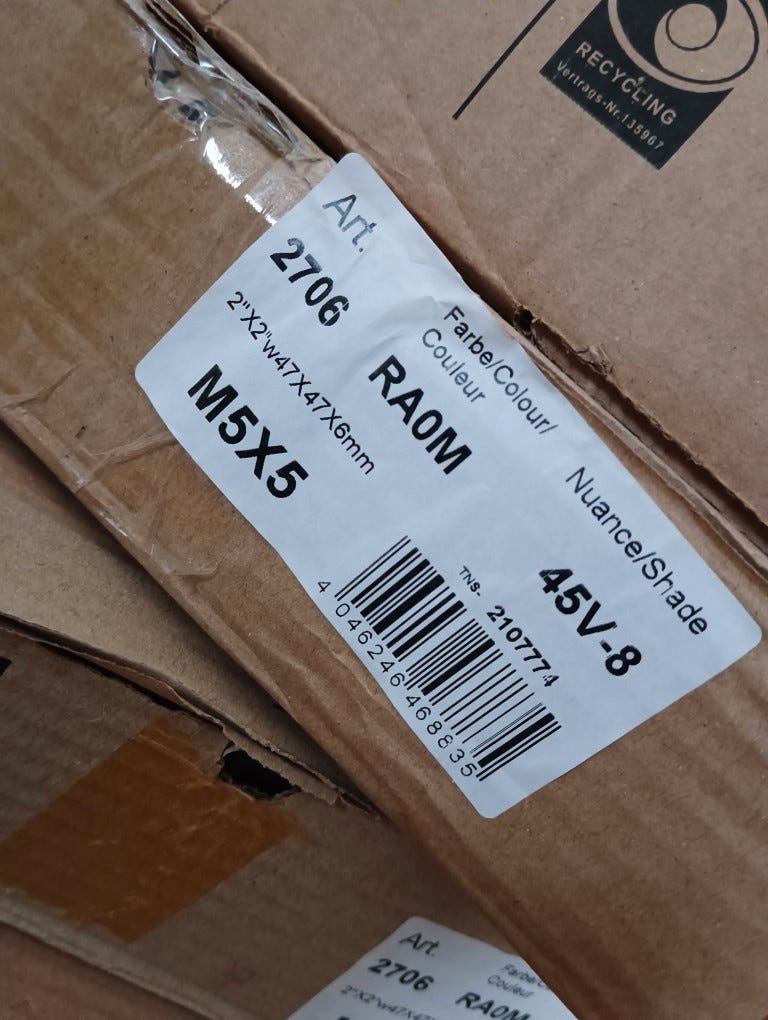 RECYCLING
Vertrags-Nr.135967
Art.
2706
2"X2"w47X47X6mm
M5X5
Farbe/Colour/
Couleur
RA0M
Nuance/Shade
45V-8
TNS. 2107774
4 046246 468835
Art.
2706
Couleur
RA0M